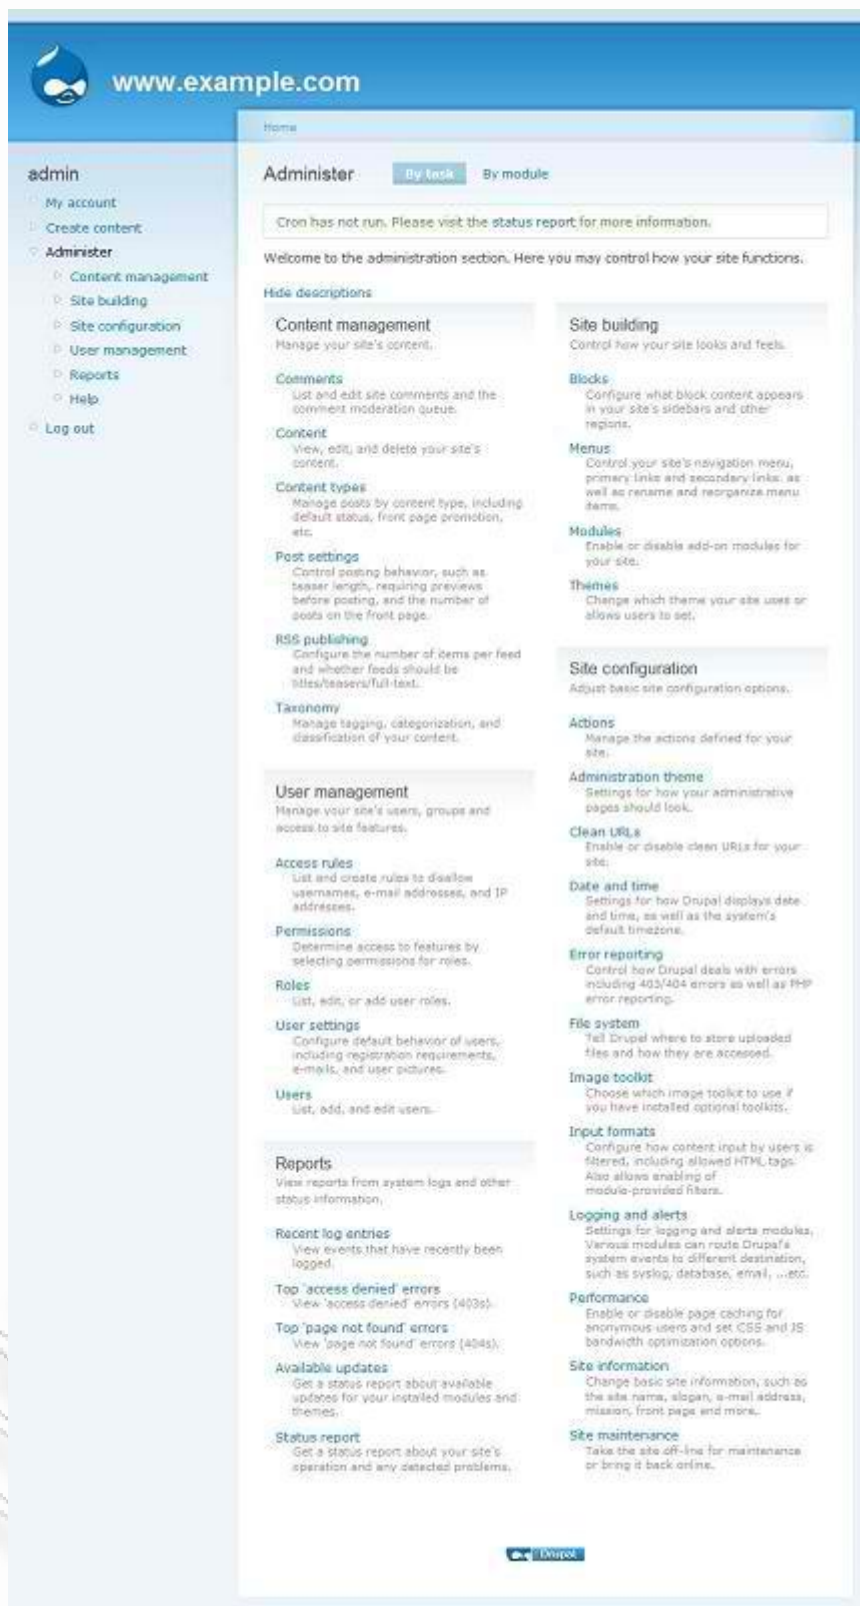 www.example.com
Home
admin
My account
Create content
Administer
Content management
Site building
Site configuration
User management
Reports
Help
Log out
Administer
By task
By module
Cron has not run. Please visit the status report for more information.
Welcome to the administration section. Here you may control how your site functions.
Hide descriptions
Content management
Manage your site's content.
Comments
List and edit site comments and the
comment moderation queue.
Content
View, edit, and delete your site's
content.
Content types
Manage posts by content type, including
default status, front page promotion,
etc.
Post settings
Control posting behavior, such as
teaser length, requiring previews
before posting, and the number of
posts on the front page.
RSS publishing
Configure the number of items per feed
and whether feeds should be
titles/teasers/full-text.
Taxonomy
Manage tagging, categorization, and
classification of your content.
User management
Manage your site's users, groups and
access to site features.
Access rules
List and create rules to disallow
usernames, e-mail addresses, and IP
addresses.
Permissions
Determine access to features by
selecting permissions for roles.
Roles
List, edit, or add user roles.
User settings
Configure default behavior of users,
including registration requirements,
e-mails, and user pictures.
Users
List, add, and edit users.
Reports
View reports from system logs and other
status information.
Recent log entries
View events that have recently been
logged.
Top 'access denied' errors
View 'access denied' errors (403s).
Top 'page not found' errors
View 'page not found' errors (404s).
Available updates
Get a status report about available
updates for your installed modules and
themes.
Status report
Get a status report about your site's
operation and any detected problems.
Site building
Control how your site looks and feels.
Blocks
Configure what block content appears
in your site's sidebars and other
regions.
Menus
Control your site's navigation menu,
primary links and secondary links. as
well as rename and reorganize menu
items.
Modules
Enable or disable add-on modules for
your site.
Themes
Change which theme your site uses or
allows users to set.
Site configuration
Adjust basic site configuration options.
Actions
Manage the actions defined for your
site.
Administration theme
Settings for how your administrative
pages should look.
Clean URLs
Enable or disable clean URLs for your
site.
Date and time
Settings for how Drupal displays date
and time, as well as the system's
default timezone.
Error reporting
Control how Drupal deals with errors
including 403/404 errors as well as PHP
error reporting.
File system
Tell Drupal where to store uploaded
files and how they are accessed.
Image toolkit
Choose which image toolkit to use if
you have installed optional toolkits.
Input formats
Configure how content input by users is
filtered, including allowed HTML tags.
Also allows enabling of
module-provided filters.
Logging and alerts
Settings for logging and alerts modules.
Various modules can route Drupal's
system events to different destination,
such as syslog, database, email, ...etc.
Performance
Enable or disable page caching for
anonymous users and set CSS and JS
bandwidth optimization options.
Site information
Change basic site information, such as
the site name, slogan, e-mail address,
mission, front page and more.
Site maintenance
Take the site off-line for maintenance
or bring it back online.
Drupal